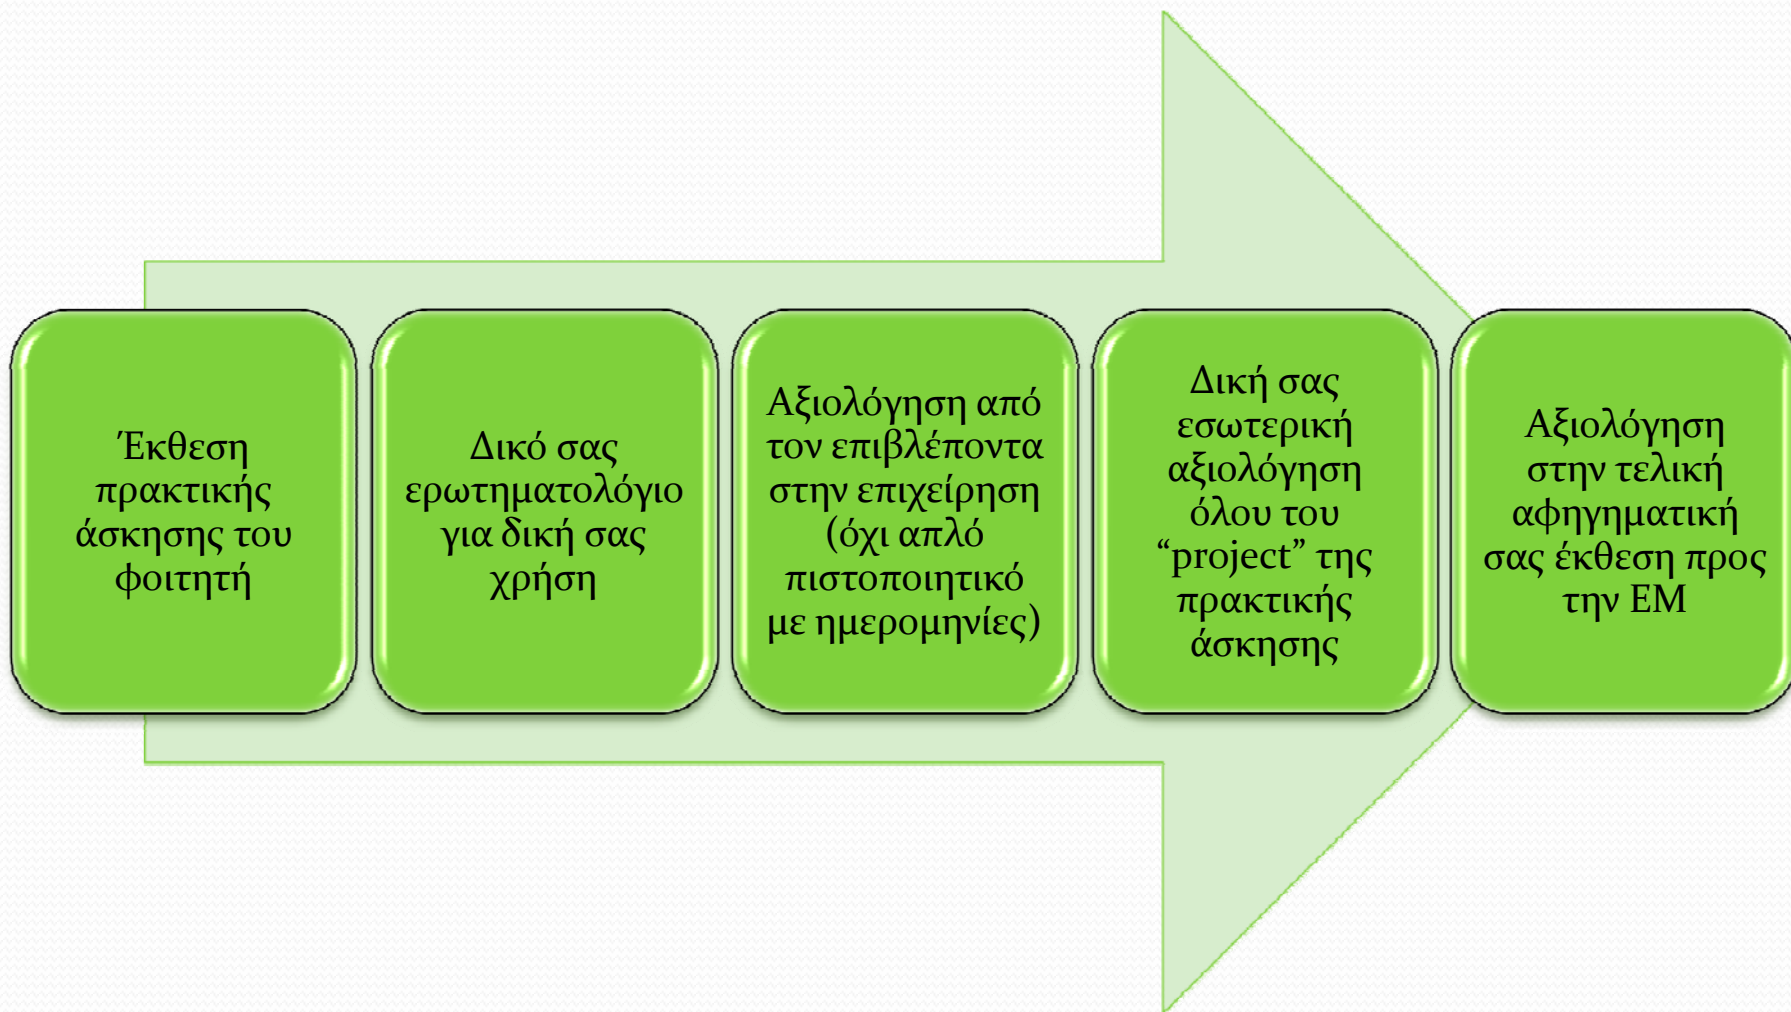 Έκθεση
πρακτικής
άσκησης του
φοιτητή
Δικό σας
ερωτηματολόγιο
για δική σας
χρήση
Αξιολόγηση από
τον επιβλέποντα
στην επιχείρηση
(όχι απλό
πιστοποιητικό
με ημερομηνίες)
Δική σας
εσωτερική
αξιολόγηση
όλου του
“project” της
πρακτικής
άσκησης
Αξιολόγηση
στην τελική
αφηγηματική
σας έκθεση προς
την ΕΜ